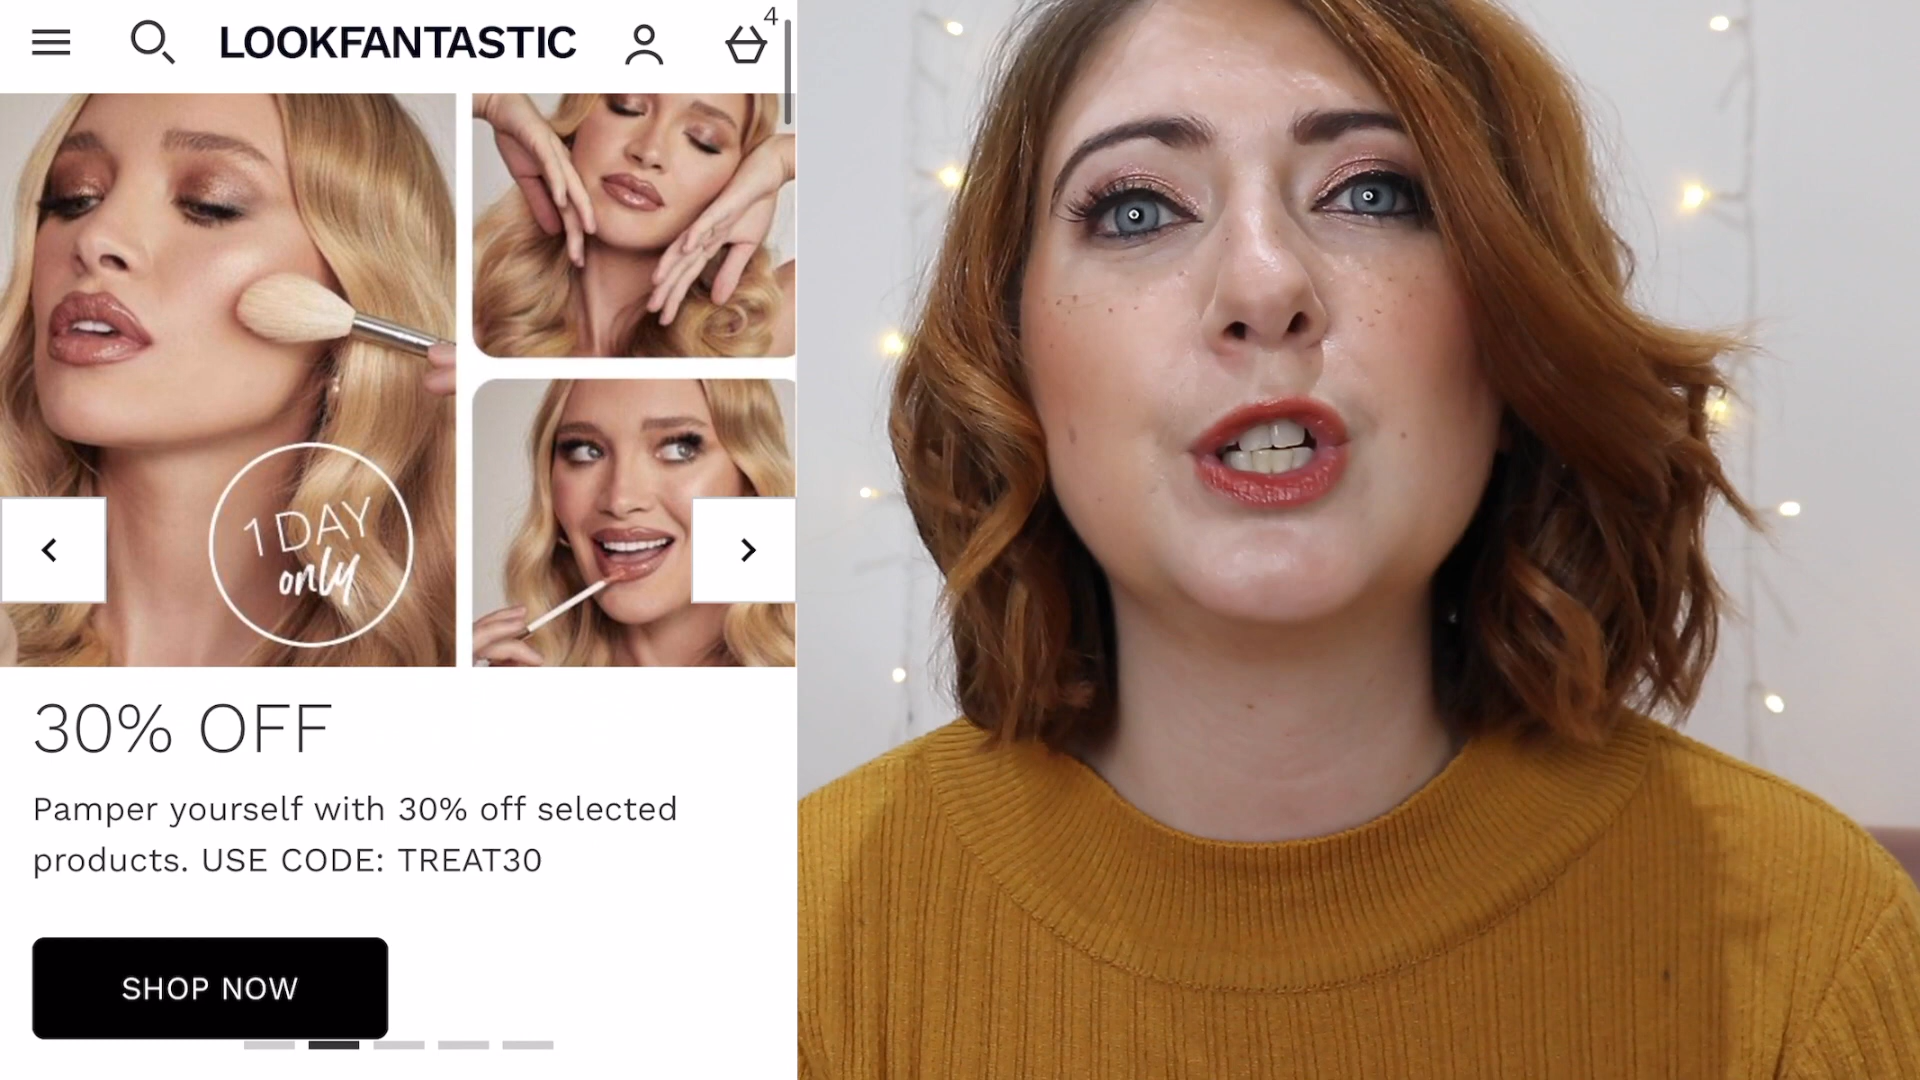 LOOKFANTASTIC
4
1 DAY
only
30% OFF
Pamper yourself with 30% off selected
products. USE CODE: TREAT30
SHOP NOW